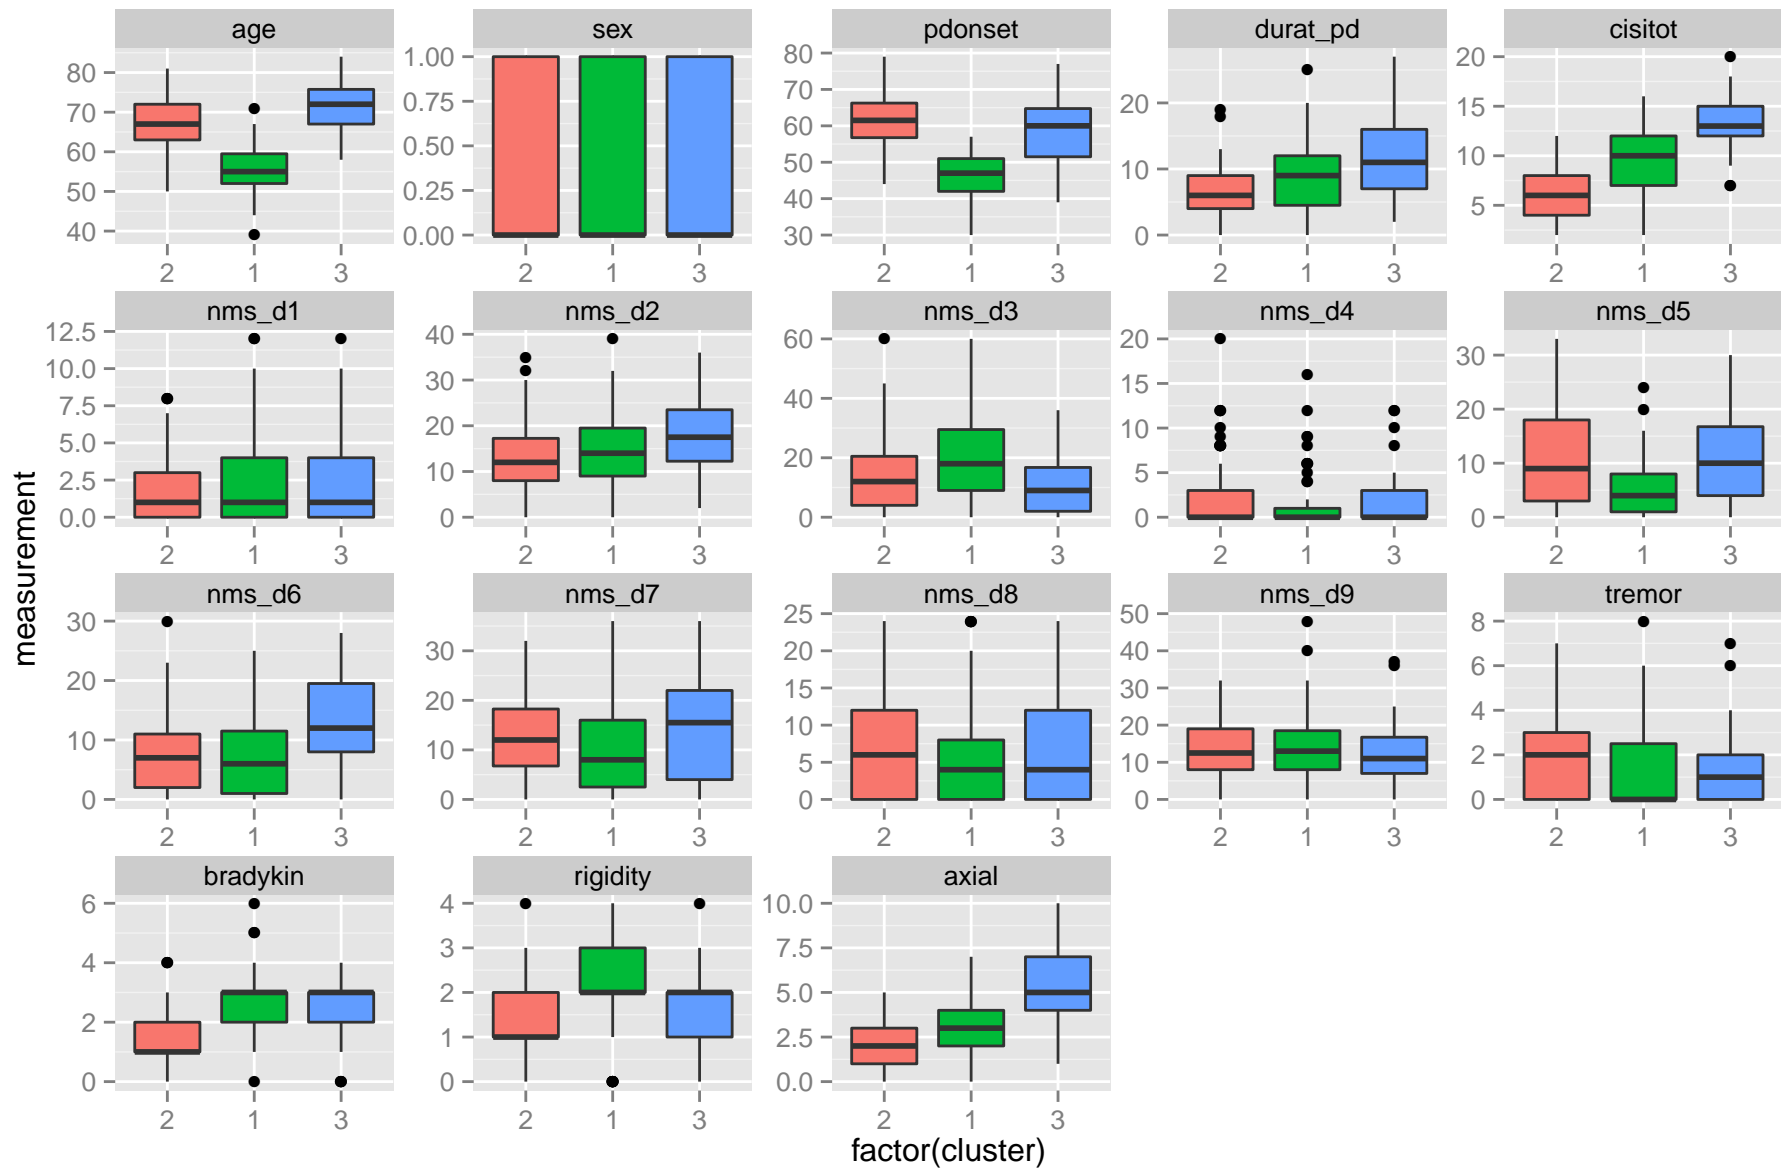 age sex pdonset durat_pd cisitot
80 70 60 50 40
1.00 0.75 0.50 0.25 0.00
80 70 60 50 40 30
20 10 0
20 15 10 5
2 1 3 2 1 3 2 1 3 2 1 3 2 1 3
nms_d1 nms_d2 nms_d3 nms_d4 nms_d5
12.5 10.0 7.5 5.0 2.5 0.0
40 30 20 10 0
60 40 20 0
20 15 10 5 0
30 20 10 0
2 1 3 2 1 3 2 1 3 2 1 3 2 1 3
measurement
nms_d6 nms_d7 nms_d8 nms_d9 tremor
30 20 10 0
30 20 10 0
25 20 15 10 5 0
50 40 30 20 10 0
8 6 4 2 0
2 1 3 2 1 3 2 1 3 2 1 3 2 1 3
bradykin rigidity axial
6 4 2 0
4 3 2 1 0
10.0 7.5 5.0 2.5 0.0
2 1 3 2 1 3 2 1 3
factor(cluster)